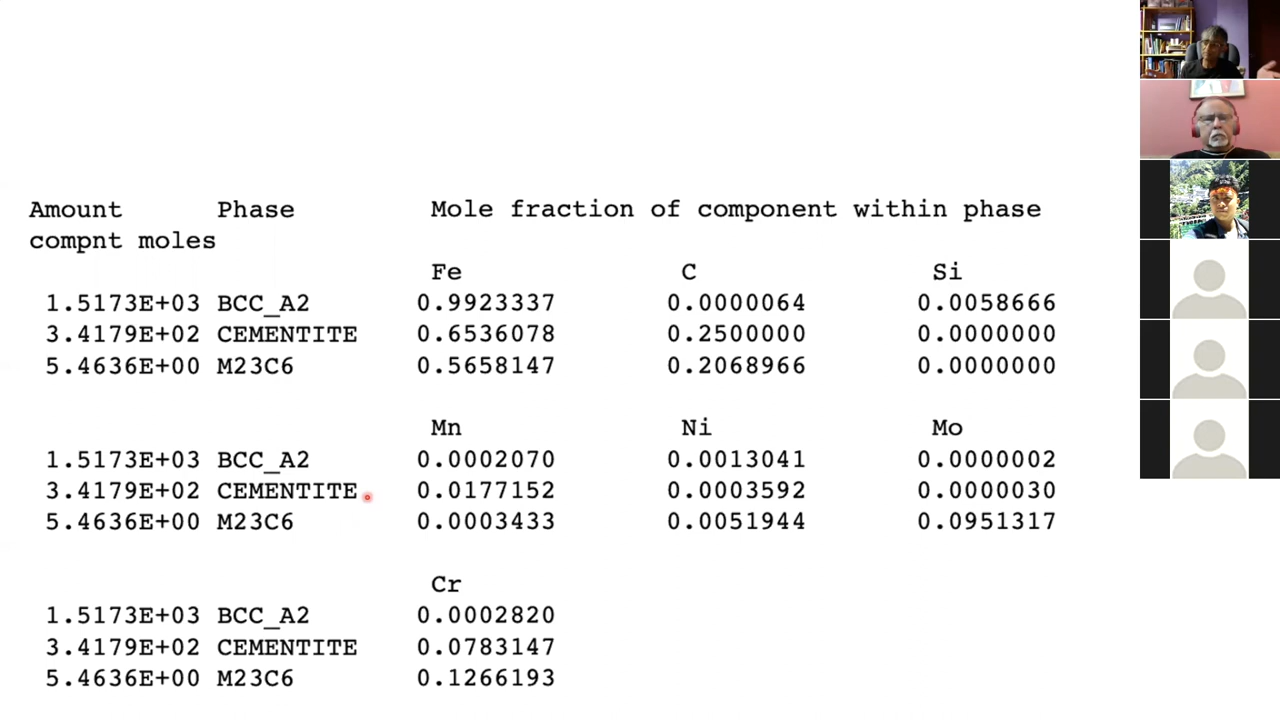 Amount Phase Mole fraction of component within phase
compnt moles
Fe C Si
1.5173E+03 BCC_A2 0.9923337 0.0000064 0.0058666
3.4179E+02 CEMENTITE 0.6536078 0.2500000 0.0000000
5.4636E+00 M23C6 0.5658147 0.2068966 0.0000000
Mn Ni Mo
1.5173E+03 BCC_A2 0.0002070 0.0013041 0.0000002
3.4179E+02 CEMENTITE 0.0177152 0.0003592 0.0000030
5.4636E+00 M23C6 0.0003433 0.0051944 0.0951317
Cr
1.5173E+03 BCC_A2 0.0002820
3.4179E+02 CEMENTITE 0.0783147
5.4636E+00 M23C6 0.1266193